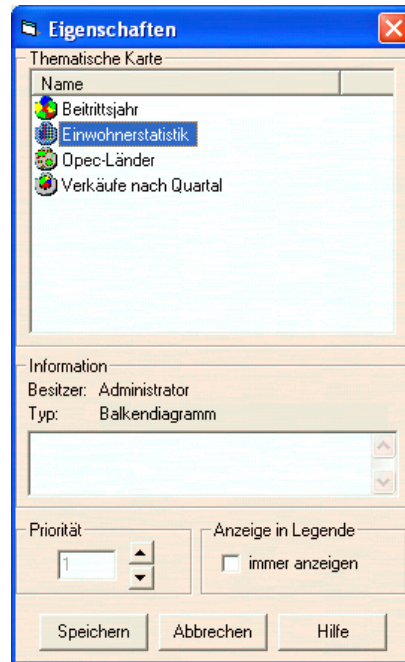 Eigenschaften
Thematische Karte
Name
Beitrittsjahr
Einwohnerstatistik
Opec-Länder
Verkäufe nach Quartal
Information
Besitzer: Administrator
Typ: Balkendiagramm
Priorität
1
Anzeige in Legende
immer anzeigen
Speichern
Abbrechen
Hilfe